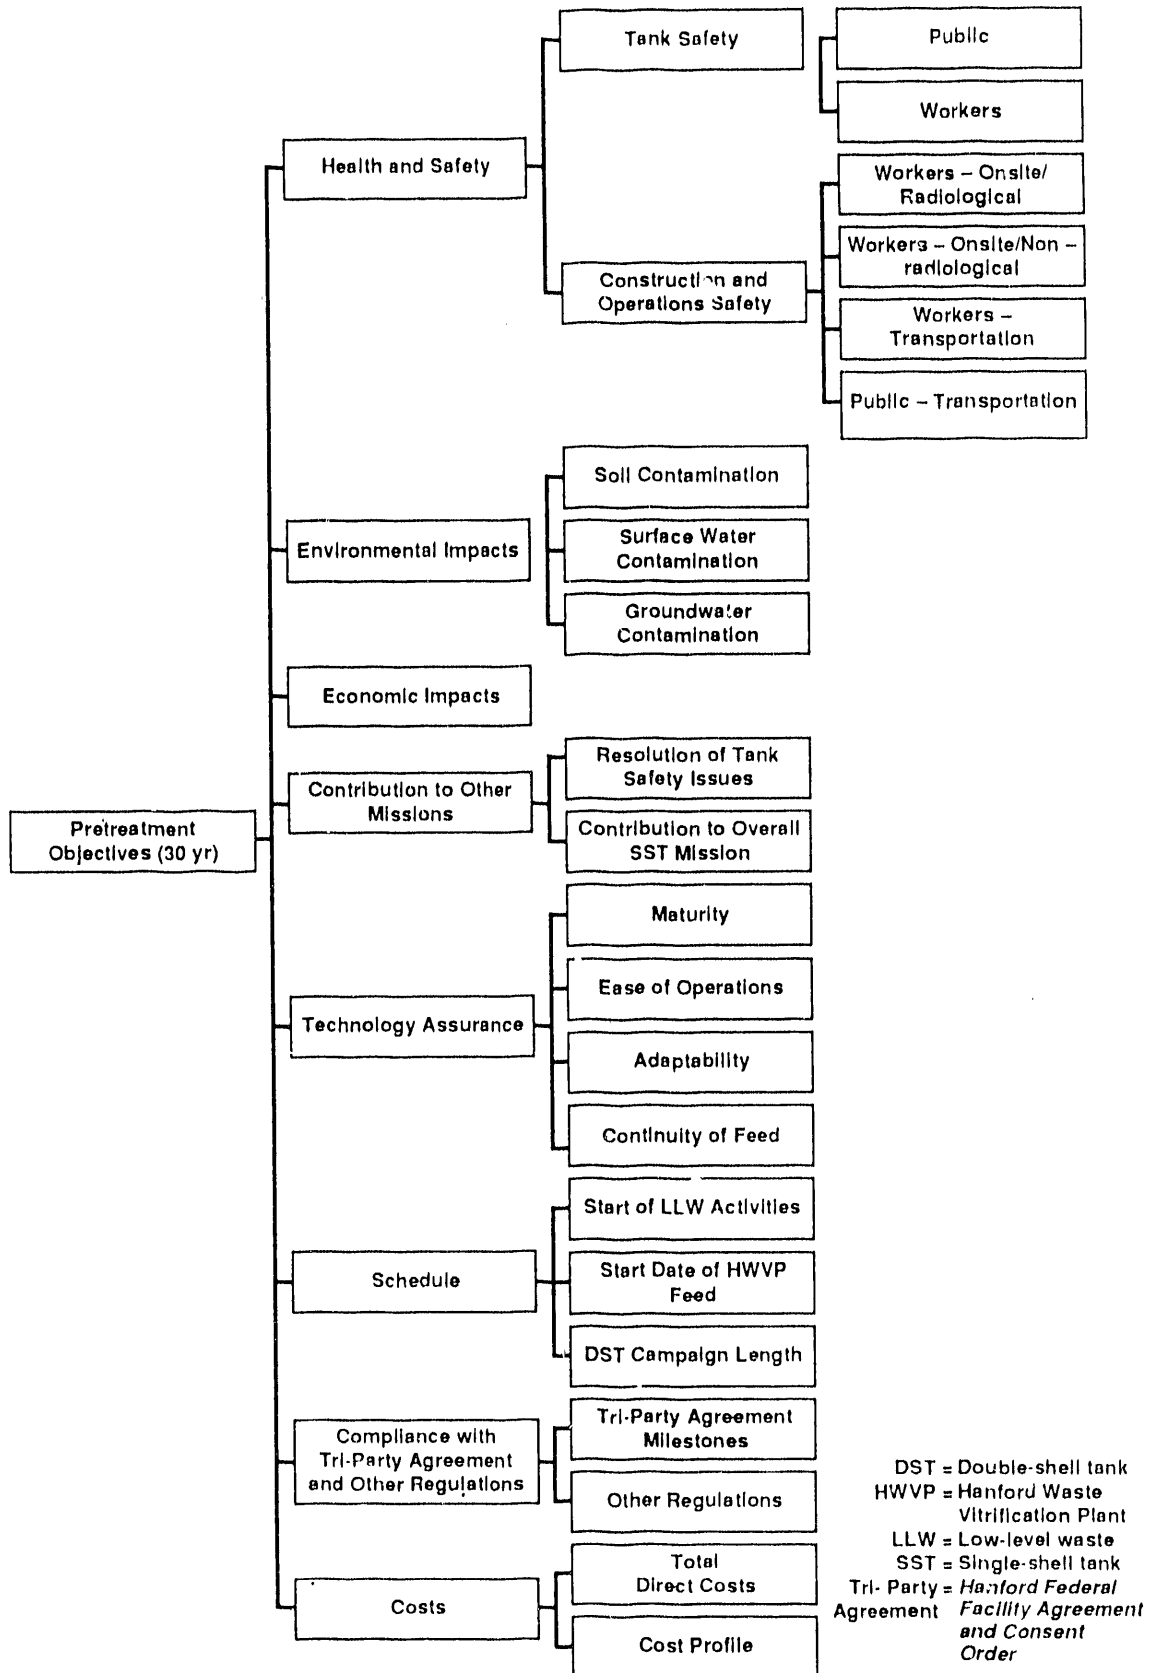 Tank Safety
Public
Workers
Health and Safety
Workers – Onsite/
Radiological
Workers – Onsite/Non –
radiological
Construction and
Operations Safety
Workers –
Transportation
Public – Transportation
Soil Contamination
Environmental Impacts
Surface Water
Contamination
Groundwater
Contamination
Economic Impacts
Resolution of Tank
Safety Issues
Contribution to Other
Missions
Contribution to Overall
SST Mission
Pretreatment
Objectives (30 yr)
Maturity
Ease of Operations
Technology Assurance
Adaptability
Continuity of Feed
Start of LLW Activities
Schedule
Start Date of HWVP
Feed
DST Campaign Length
Tri-Party Agreement
Milestones
Compliance with
Tri-Party Agreement
and Other Regulations
Other Regulations
Total
Direct Costs
Costs
Cost Profile
DST = Double-shell tank
HWVP = Hanford Waste
Vitrification Plant
LLW = Low-level waste
SST = Single-shell tank
Tri- Party = Hanford Federal
Agreement Facility Agreement
and Consent
Order